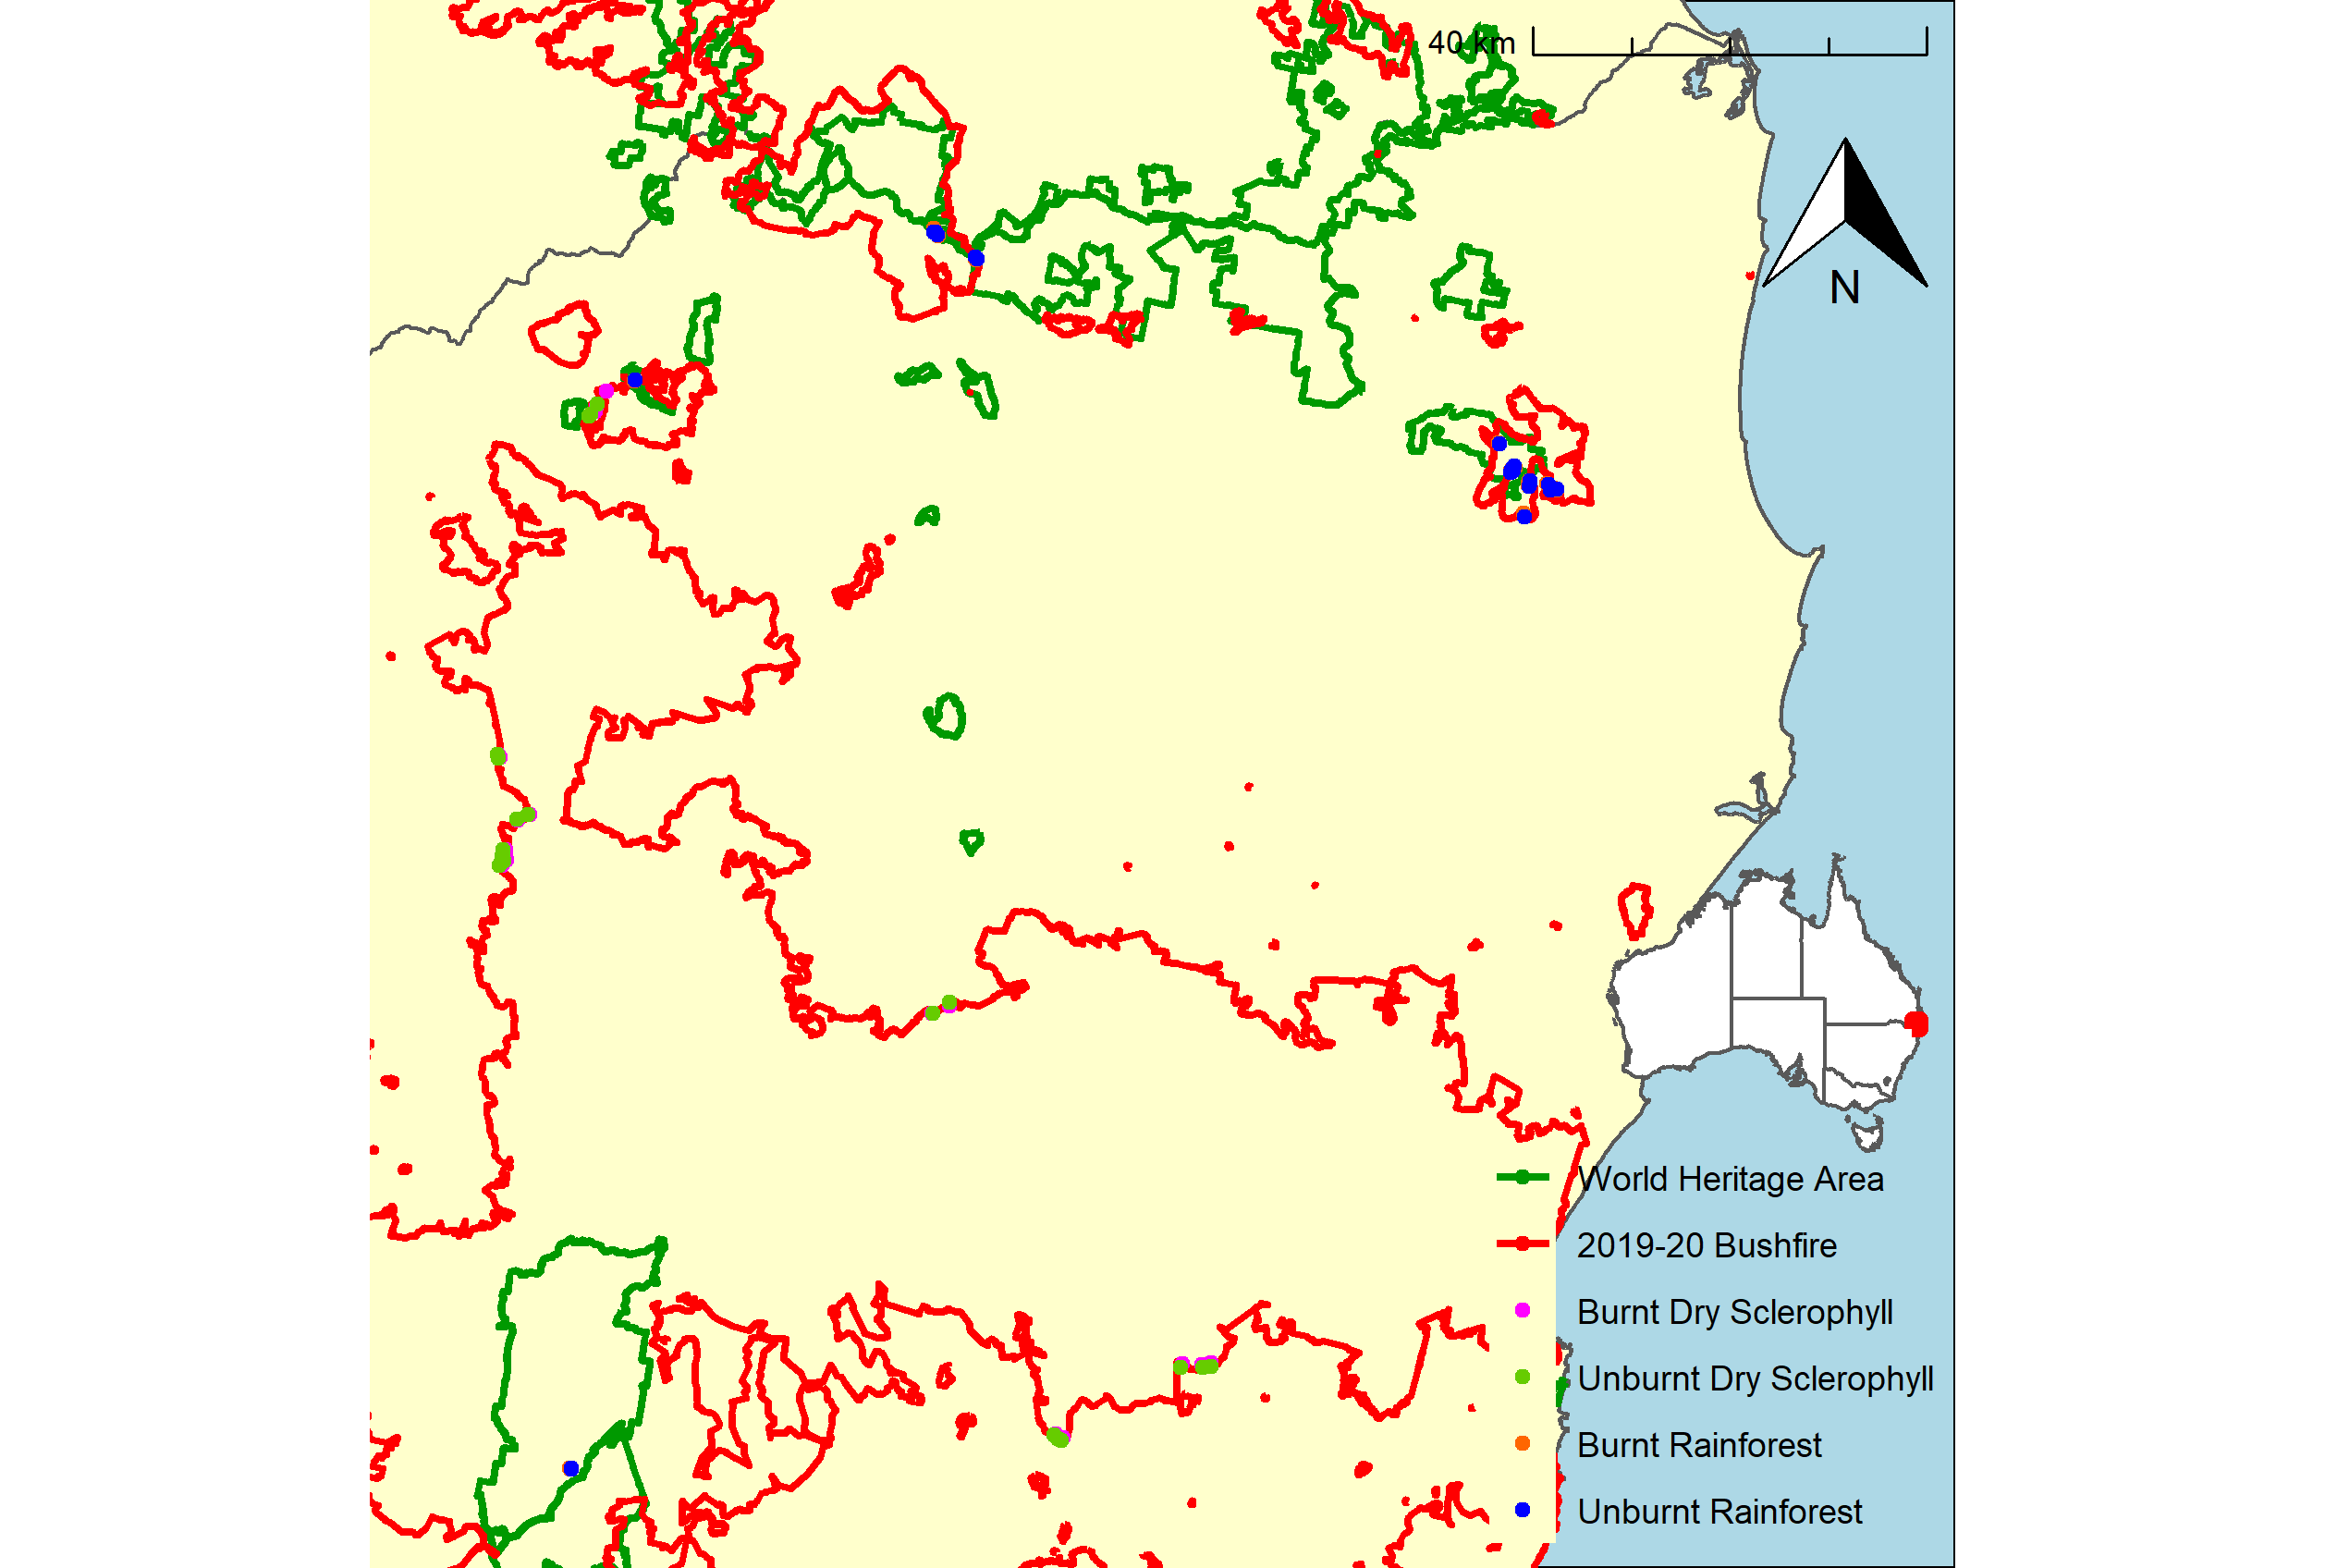 40 km
N
World Heritage Area
2019-20 Bushfire
Burnt Dry Sclerophyll
Unburnt Dry Sclerophyll
Burnt Rainforest
Unburnt Rainforest